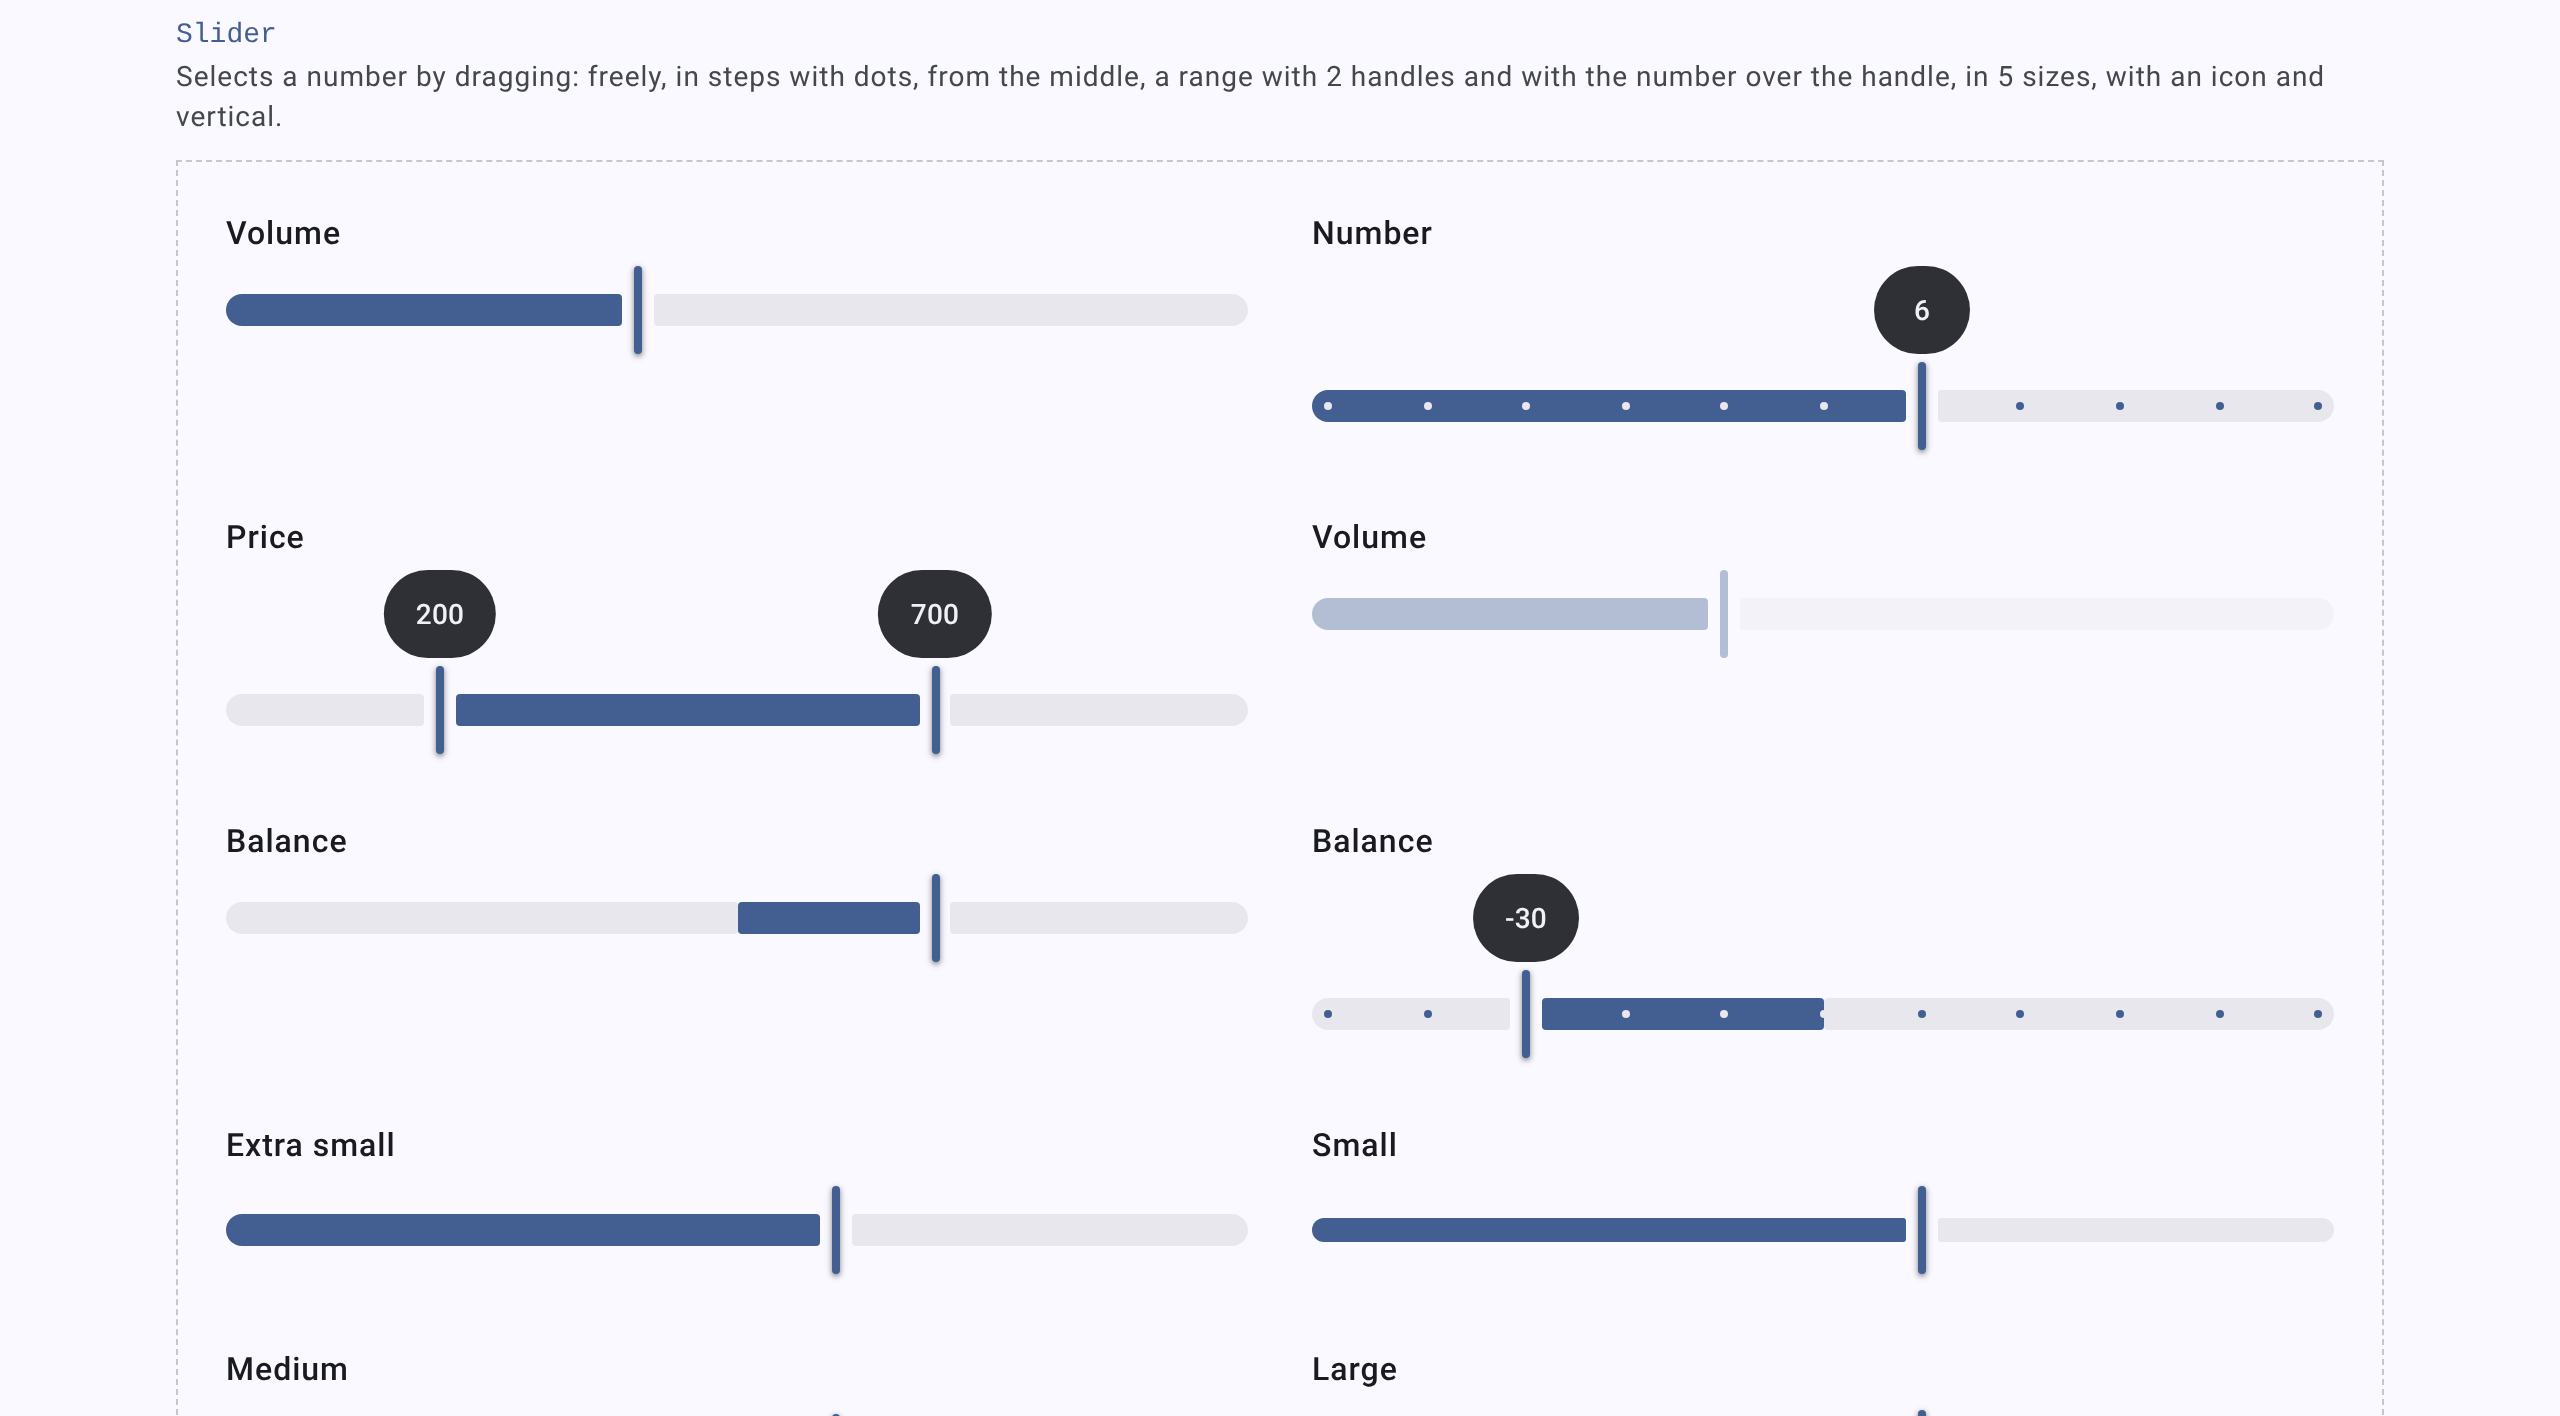 Slider
Selects a number by dragging: freely, in steps with dots, from the middle, a range with 2 handles and with the number over the handle, in 5 sizes, with an icon and
vertical.
Volume
Number
6
Price
Volume
200
700
Balance
Balance
-30
Extra small
Small
Medium
Large